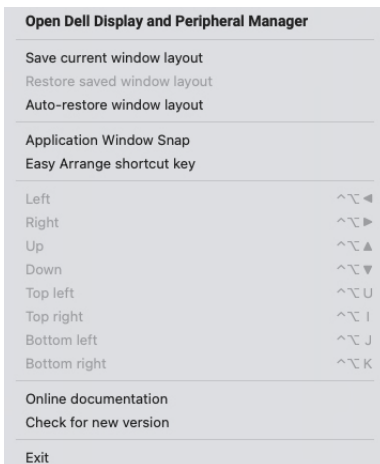 Open Dell Display and Peripheral Manager
Save current window layout
Restore saved window layout
Auto-restore window layout
Application Window Snap
Easy Arrange shortcut key
Left ^⌥◀
Right ^⌥▶
Up ^⌥▲
Down ^⌥▼
Top left ^⌥U
Top right ^⌥I
Bottom left ^⌥J
Bottom right ^⌥K
Online documentation
Check for new version
Exit